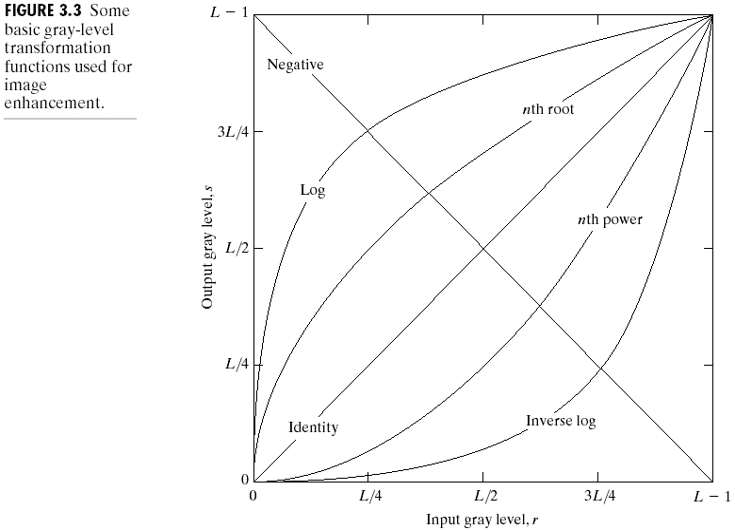 FIGURE 3.3 Some
basic gray-level
transformation
functions used for
image
enhancement.
L − 1
Negative
nth root
3L/4
Log
nth power
Output gray level, s
L/2
L/4
Identity
Inverse log
0
0
L/4
L/2
3L/4
L − 1
Input gray level, r